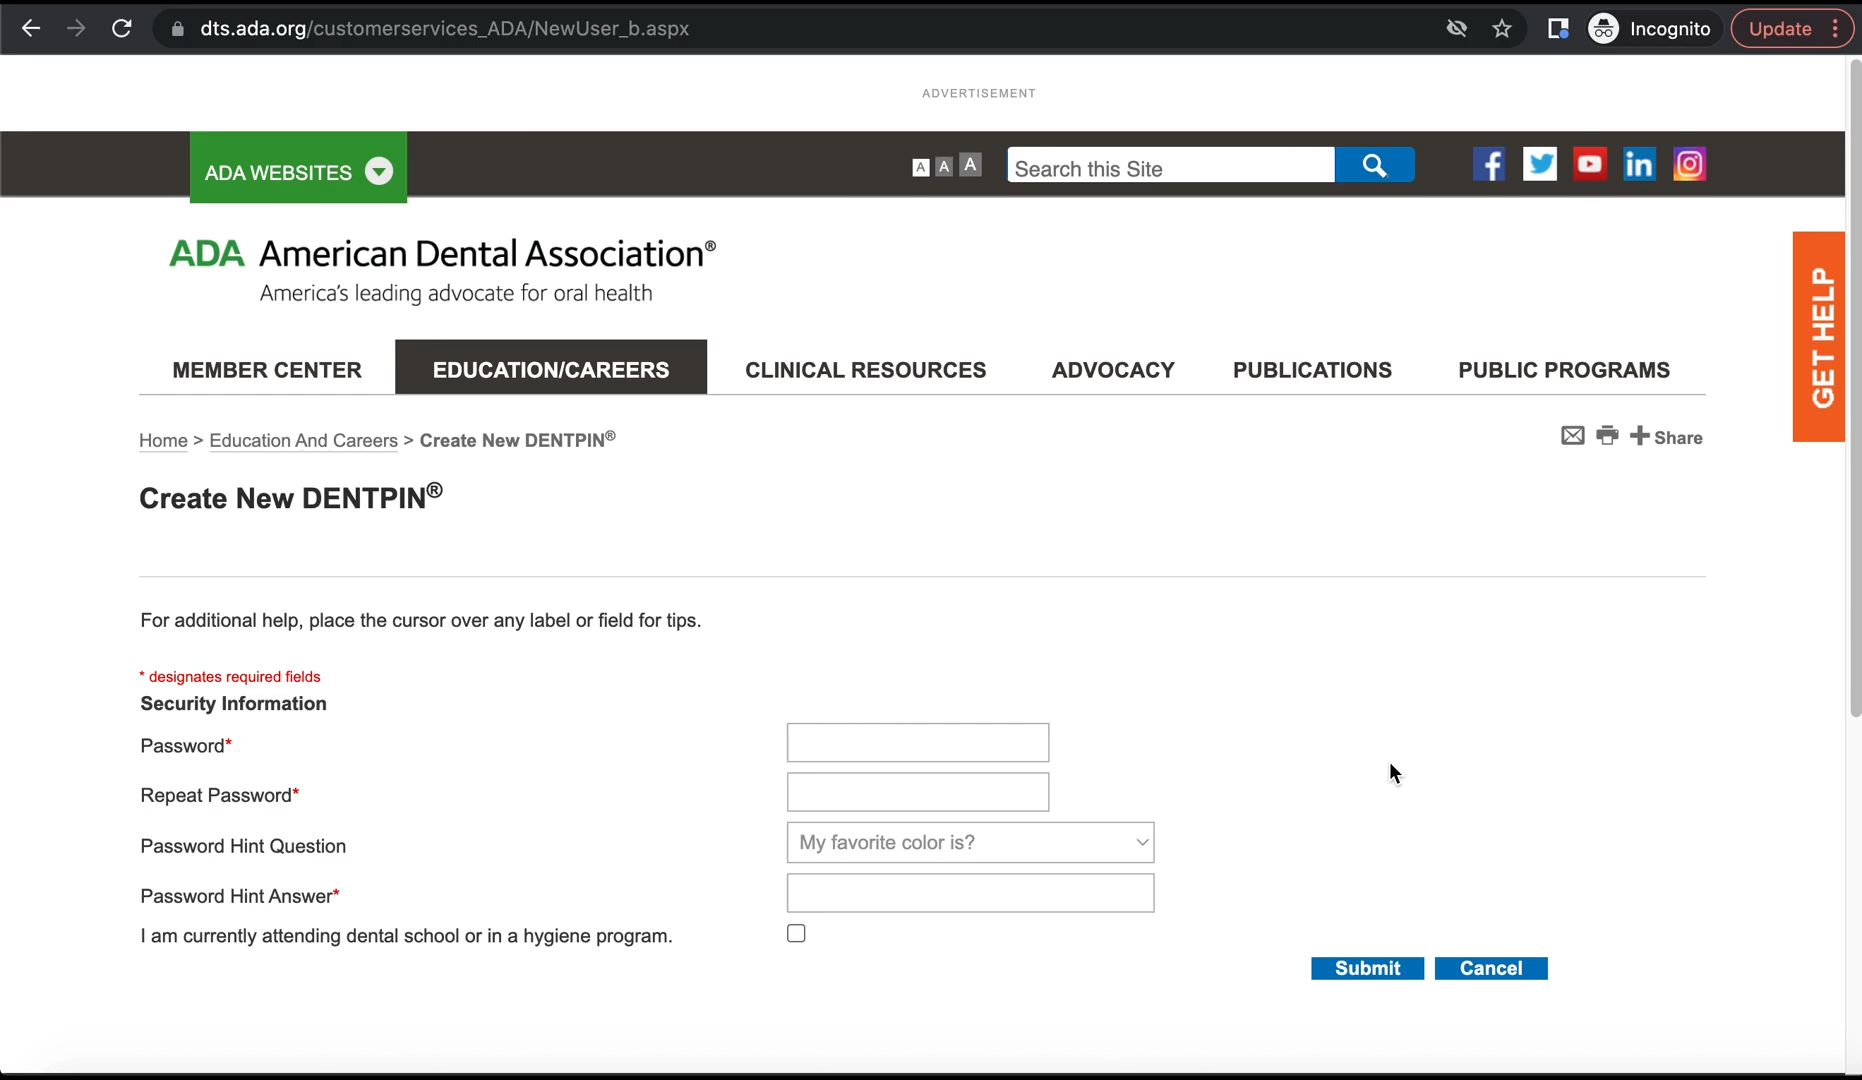 dts.ada.org/customerservices_ADA/NewUser_b.aspx
Incognito
Update
ADVERTISEMENT
ADA WEBSITES
A A A
Search this Site
ADA American Dental Association®
America's leading advocate for oral health
GET HELP
MEMBER CENTER
EDUCATION/CAREERS
CLINICAL RESOURCES
ADVOCACY
PUBLICATIONS
PUBLIC PROGRAMS
Home > Education And Careers > Create New DENTPIN®
Share
Create New DENTPIN®
For additional help, place the cursor over any label or field for tips.
* designates required fields
Security Information
Password*
Repeat Password*
Password Hint Question
My favorite color is?
Password Hint Answer*
I am currently attending dental school or in a hygiene program.
Submit
Cancel